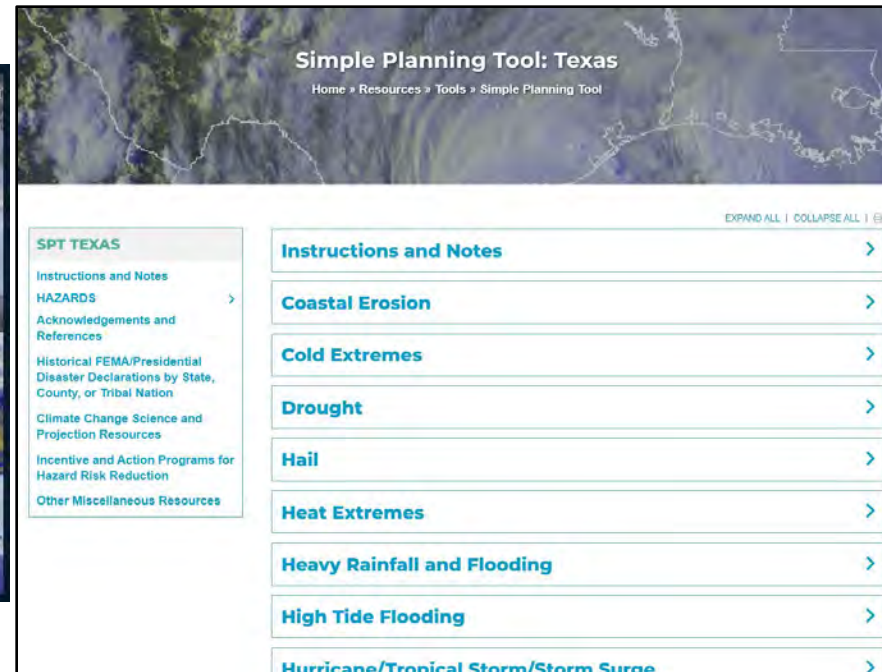 Simple Planning Tool: Texas
Home » Resources » Tools » Simple Planning Tool
EXPAND ALL | COLLAPSE ALL |
SPT TEXAS
Instructions and Notes
HAZARDS
Acknowledgements and
References
Historical FEMA/Presidential
Disaster Declarations by State,
County, or Tribal Nation
Climate Change Science and
Projection Resources
Incentive and Action Programs for
Hazard Risk Reduction
Other Miscellaneous Resources
Instructions and Notes
Coastal Erosion
Cold Extremes
Drought
Hail
Heat Extremes
Heavy Rainfall and Flooding
High Tide Flooding
Hurricane/Tropical Storm/Storm Surge